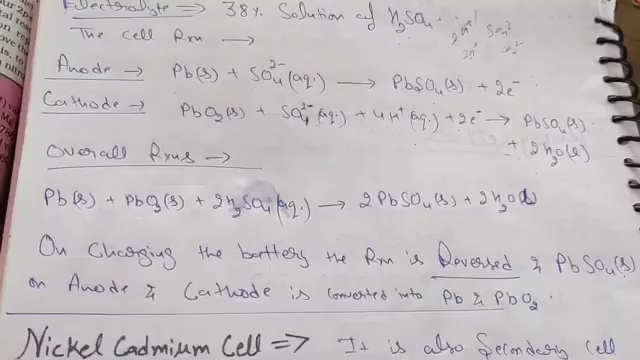 Electrolyte => 38% Solution of H2SO4.
The cell Rxn →
Anode → Pb(s) + SO4^2-(aq.) → PbSO4(s) + 2e-
Cathode → PbO2(s) + SO4^2-(aq.) + 4H+(aq.) + 2e- → PbSO4(s)
+ 2H2O(l)
Overall Rxns →
Pb(s) + PbO2(s) + 2H2SO4(aq.) → 2PbSO4(s) + 2H2O(l)
On Charging the battery the Rxn is Reversed & PbSO4(s)
on Anode & Cathode is converted into Pb & PbO2.
Nickel Cadmium Cell => It is also Secondary cell